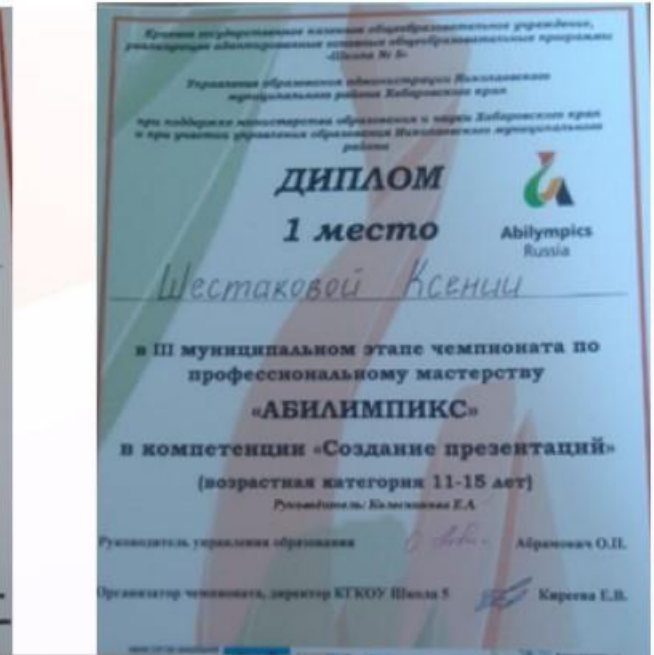 Краевое государственное казенное общеобразовательное учреждение,
реализующее адаптированные основные общеобразовательные программы
«Школа № 5»
Управление образования администрации Николаевского
муниципального района Хабаровского края
при поддержке министерства образования и науки Хабаровского края
и при участии управления образования Николаевского муниципального
района
ДИПЛОМ
1 место
Abilympics
Russia
Шестаковой Ксении
в III муниципальном этапе чемпионата по
профессиональному мастерству
«АБИЛИМПИКС»
в компетенции «Создание презентаций»
(возрастная категория 11-15 лет)
Руководитель: Колесникова Е.А.
Руководитель управления образования Абрамович О.П.
Организатор чемпионата, директор КГКОУ Школа 5 Киреева Е.В.